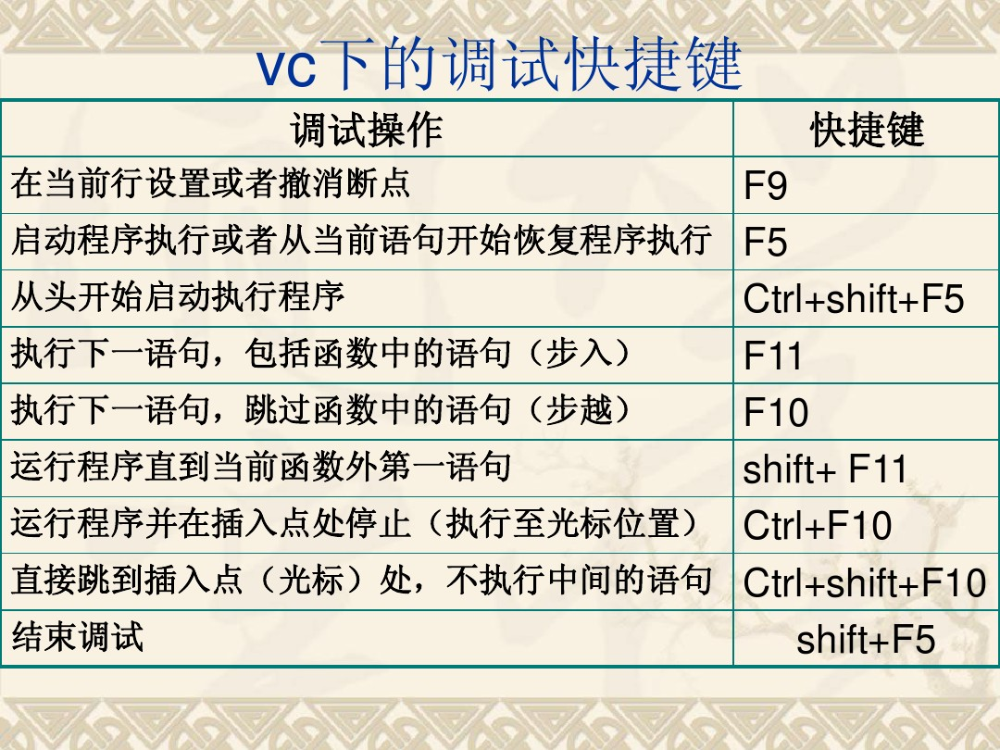 vc下的调试快捷键
调试操作 快捷键
在当前行设置或者撤消断点 F9
启动程序执行或者从当前语句开始恢复程序执行 F5
从头开始启动执行程序 Ctrl+shift+F5
执行下一语句，包括函数中的语句（步入） F11
执行下一语句，跳过函数中的语句（步越） F10
运行程序直到当前函数外第一语句 shift+ F11
运行程序并在插入点处停止（执行至光标位置） Ctrl+F10
直接跳到插入点（光标）处，不执行中间的语句 Ctrl+shift+F10
结束调试 shift+F5